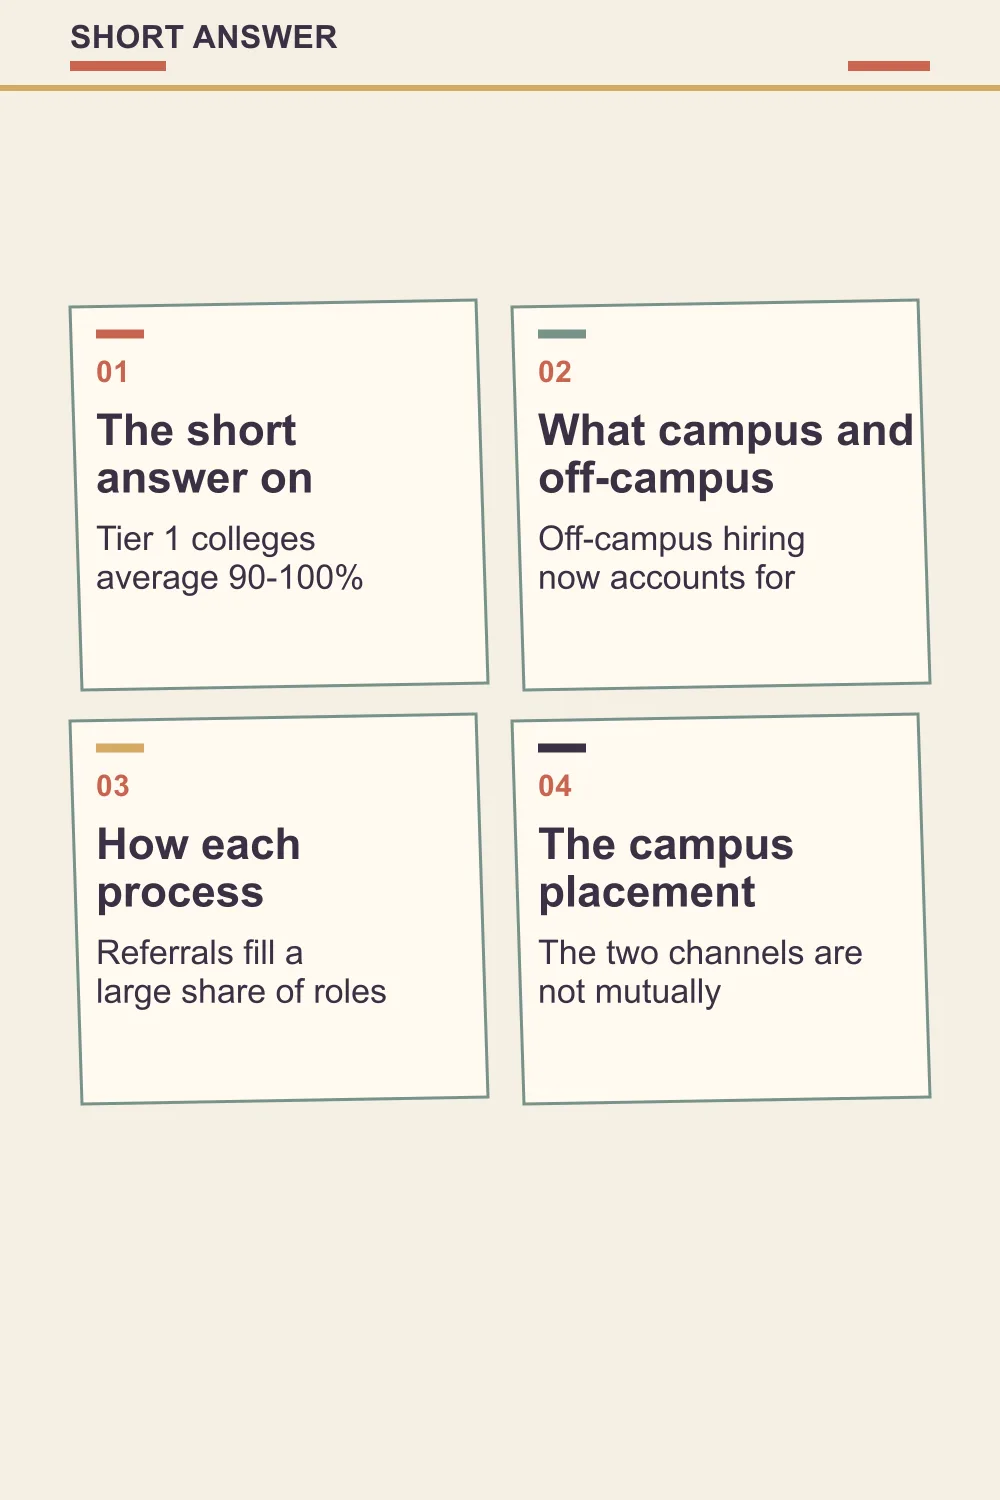 SHORT ANSWER
01
The short
answer on
Tier 1 colleges
average 90-100%
02
What campus and
off-campus
Off-campus hiring
now accounts for
03
How each
process
Referrals fill a
large share of roles
04
The campus
placement
The two channels are
not mutually